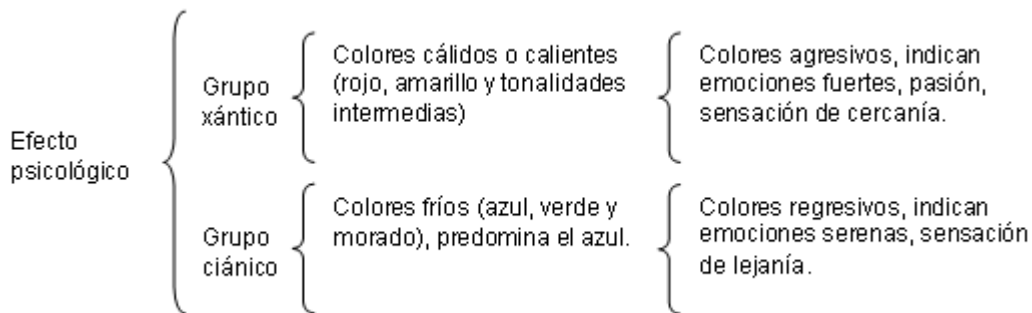 Efecto
psicológico
Grupo
xántico
Colores cálidos o calientes
(rojo, amarillo y tonalidades
intermedias)
Colores agresivos, indican
emociones fuertes, pasión,
sensación de cercanía.
Grupo
ciánico
Colores fríos (azul, verde y
morado), predomina el azul.
Colores regresivos, indican
emociones serenas, sensación
de lejanía.